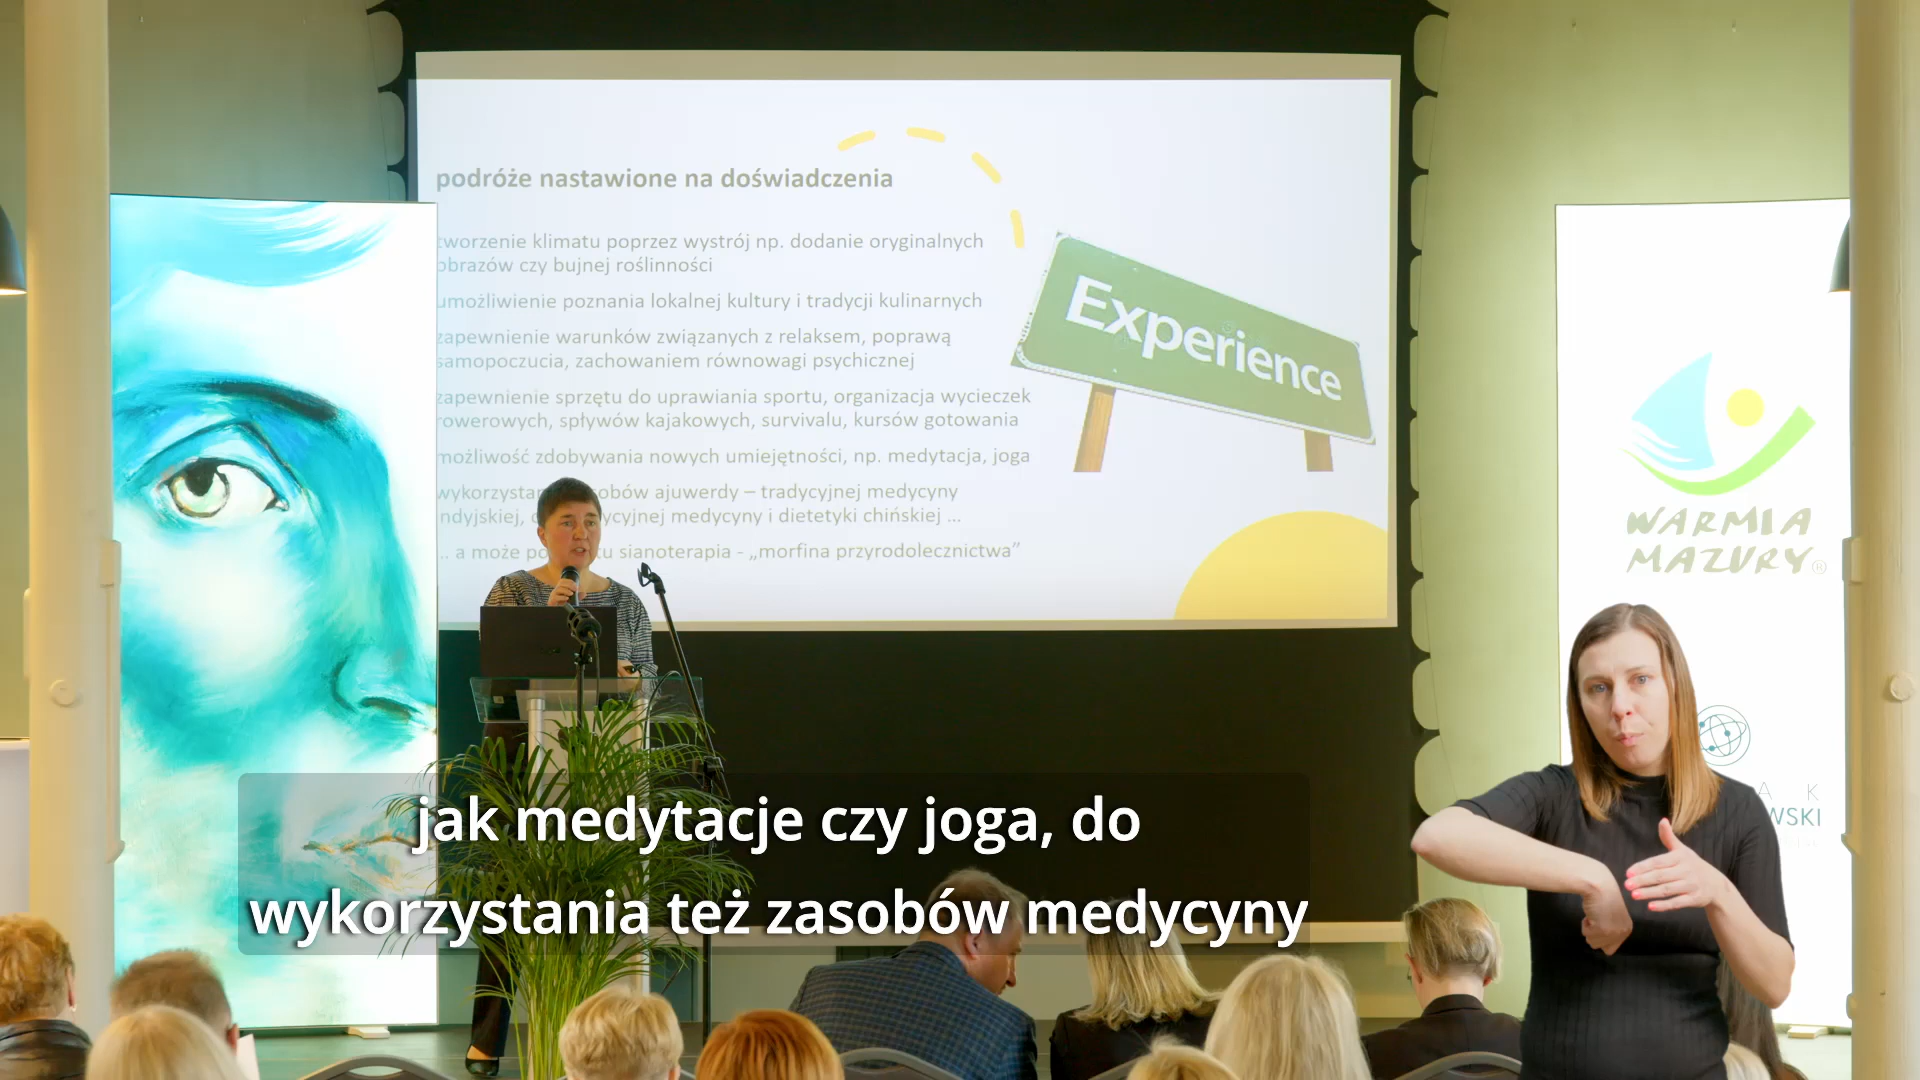 podróże nastawione na doświadczenia
tworzenie klimatu poprzez wystrój np. dodanie oryginalnych
obrazów czy bujnej roślinności
umożliwienie poznania lokalnej kultury i tradycji kulinarnych
zapewnienie warunków związanych z relaksem, poprawą
samopoczucia, zachowaniem równowagi psychicznej
zapewnienie sprzętu do uprawiania sportu, organizacja wycieczek
rowerowych, spływów kajakowych, survivalu, kursów gotowania
możliwość zdobywania nowych umiejętności, np. medytacja, joga
ajuwerdy – tradycyjnej medycyny
medycyny i dietetyki chińskiej ...
... a może sianoterapia - „morfina przyrodolecznictwa”
Experience
WARMIA
MAZURY®
jak medytacje czy joga, do
wykorzystania też zasobów medycyny